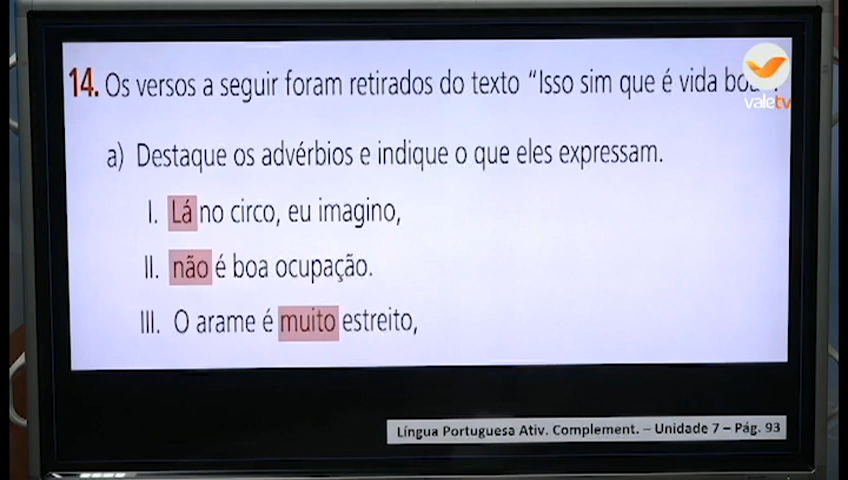 14. Os versos a seguir foram retirados do texto “Isso sim que é vida
valetv
a) Destaque os advérbios e indique o que eles expressam.
I. Lá no circo, eu imagino,
II. não é boa ocupação.
III. O arame é muito estreito,
Língua Portuguesa Ativ. Complement. – Unidade 7 – Pág. 93